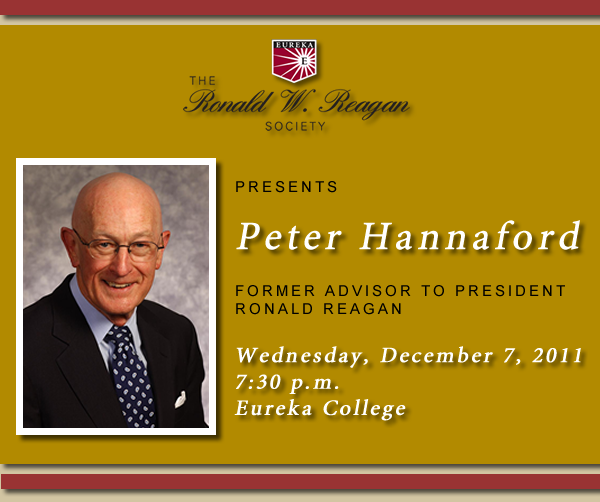 EUREKA
E
THE
Ronald W. Reagan
SOCIETY
PRESENTS
Peter Hannaford
FORMER ADVISOR TO PRESIDENT
RONALD REAGAN
Wednesday, December 7, 2011
7:30 p.m.
Eureka College